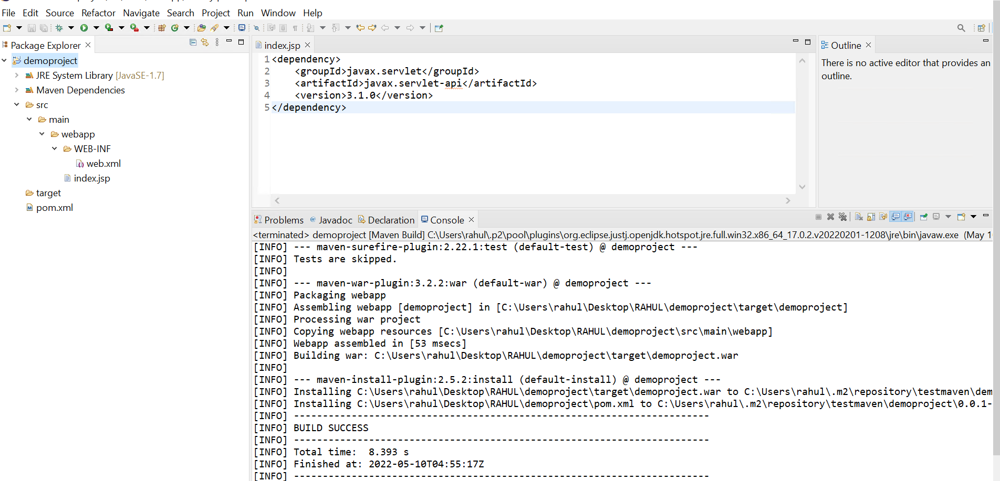 File Edit Source Refactor Navigate Search Project Run Window Help
Package Explorer
demoproject
JRE System Library [JavaSE-1.7]
Maven Dependencies
src
main
webapp
WEB-INF
web.xml
index.jsp
target
pom.xml
index.jsp
1 <dependency>
2 <groupId>javax.servlet</groupId>
3 <artifactId>javax.servlet-api</artifactId>
4 <version>3.1.0</version>
5 </dependency>
Outline
There is no active editor that provides an
outline.
Problems @ Javadoc Declaration Console
<terminated> demoproject [Maven Build] C:\Users\rahul\.p2\pool\plugins\org.eclipse.justj.openjdk.hotspot.jre.full.win32.x86_64_17.0.2.v20220201-1208\jre\bin\javaw.exe (May 1
[INFO] --- maven-surefire-plugin:2.22.1:test (default-test) @ demoproject ---
[INFO] Tests are skipped.
[INFO]
[INFO] --- maven-war-plugin:3.2.2:war (default-war) @ demoproject ---
[INFO] Packaging webapp
[INFO] Assembling webapp [demoproject] in [C:\Users\rahul\Desktop\RAHUL\demoproject\target\demoproject]
[INFO] Processing war project
[INFO] Copying webapp resources [C:\Users\rahul\Desktop\RAHUL\demoproject\src\main\webapp]
[INFO] Webapp assembled in [53 msecs]
[INFO] Building war: C:\Users\rahul\Desktop\RAHUL\demoproject\target\demoproject.war
[INFO]
[INFO] --- maven-install-plugin:2.5.2:install (default-install) @ demoproject ---
[INFO] Installing C:\Users\rahul\Desktop\RAHUL\demoproject\target\demoproject.war to C:\Users\rahul\.m2\repository\testmaven\dem
[INFO] Installing C:\Users\rahul\Desktop\RAHUL\demoproject\pom.xml to C:\Users\rahul\.m2\repository\testmaven\demoproject\0.0.1-
[INFO] ------------------------------------------------------------------------
[INFO] BUILD SUCCESS
[INFO] ------------------------------------------------------------------------
[INFO] Total time:  8.393 s
[INFO] Finished at: 2022-05-10T04:55:17Z
[INFO] ------------------------------------------------------------------------